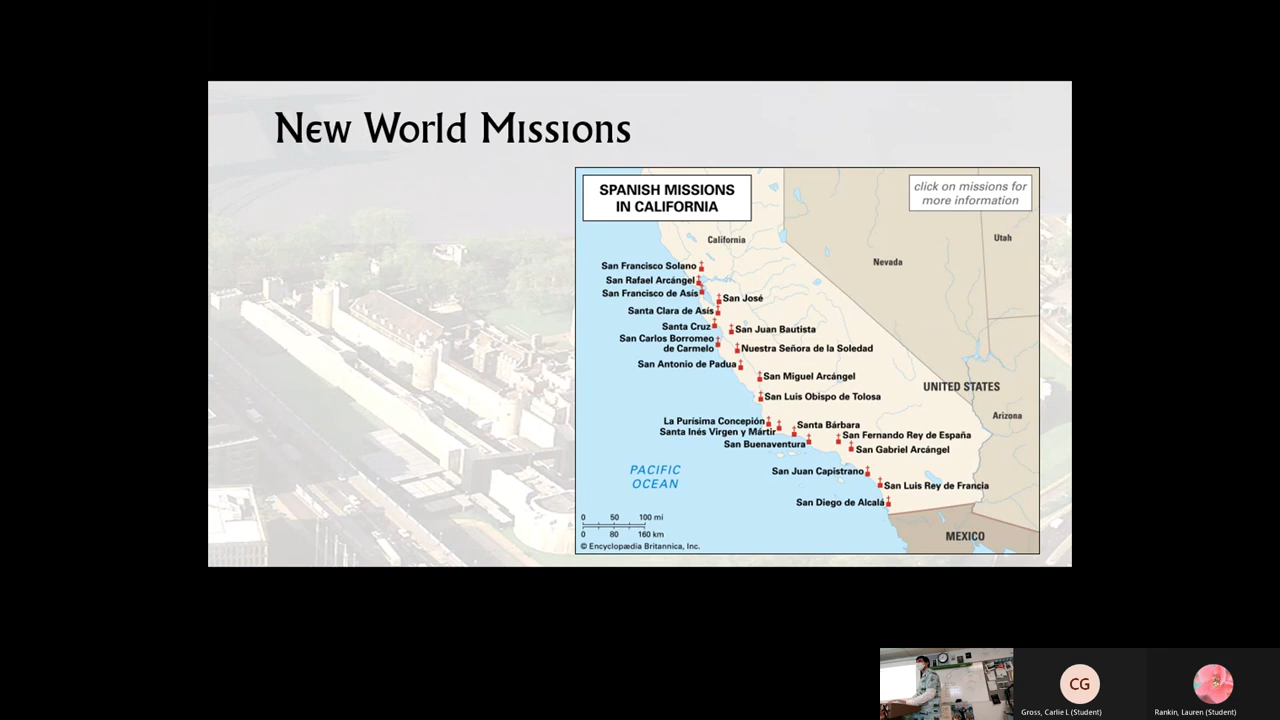 New World Missions
SPANISH MISSIONS
IN CALIFORNIA
click on missions for
more information
California
Nevada
Utah
San Francisco Solano
San Rafael Arcángel
San Francisco de Asís
San José
Santa Clara de Asís
Santa Cruz
San Juan Bautista
San Carlos Borromeo
de Carmelo
Nuestra Señora de la Soledad
San Antonio de Padua
San Miguel Arcángel
UNITED STATES
San Luis Obispo de Tolosa
Arizona
La Purísima Concepión
Santa Inés Virgen y Mártir
Santa Bárbara
San Buenaventura
San Fernando Rey de España
San Gabriel Arcángel
PACIFIC
OCEAN
San Juan Capistrano
San Luis Rey de Francia
San Diego de Alcalá
0 50 100 mi
0 80 160 km
MEXICO
© Encyclopædia Britannica, Inc.
CG
Gross, Carlie L (Student)
Rankin, Lauren (Student)